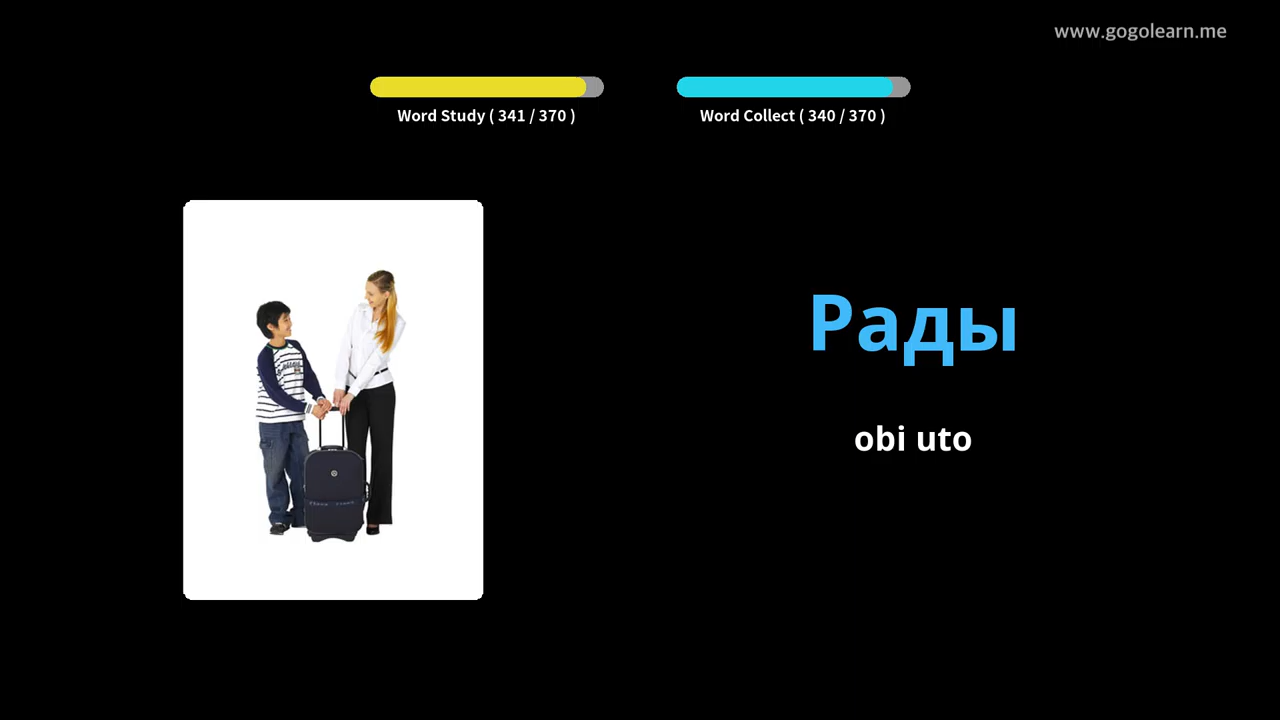 www.gogolearn.me
Word Study ( 341 / 370 )
Word Collect ( 340 / 370 )
Рады
obi uto